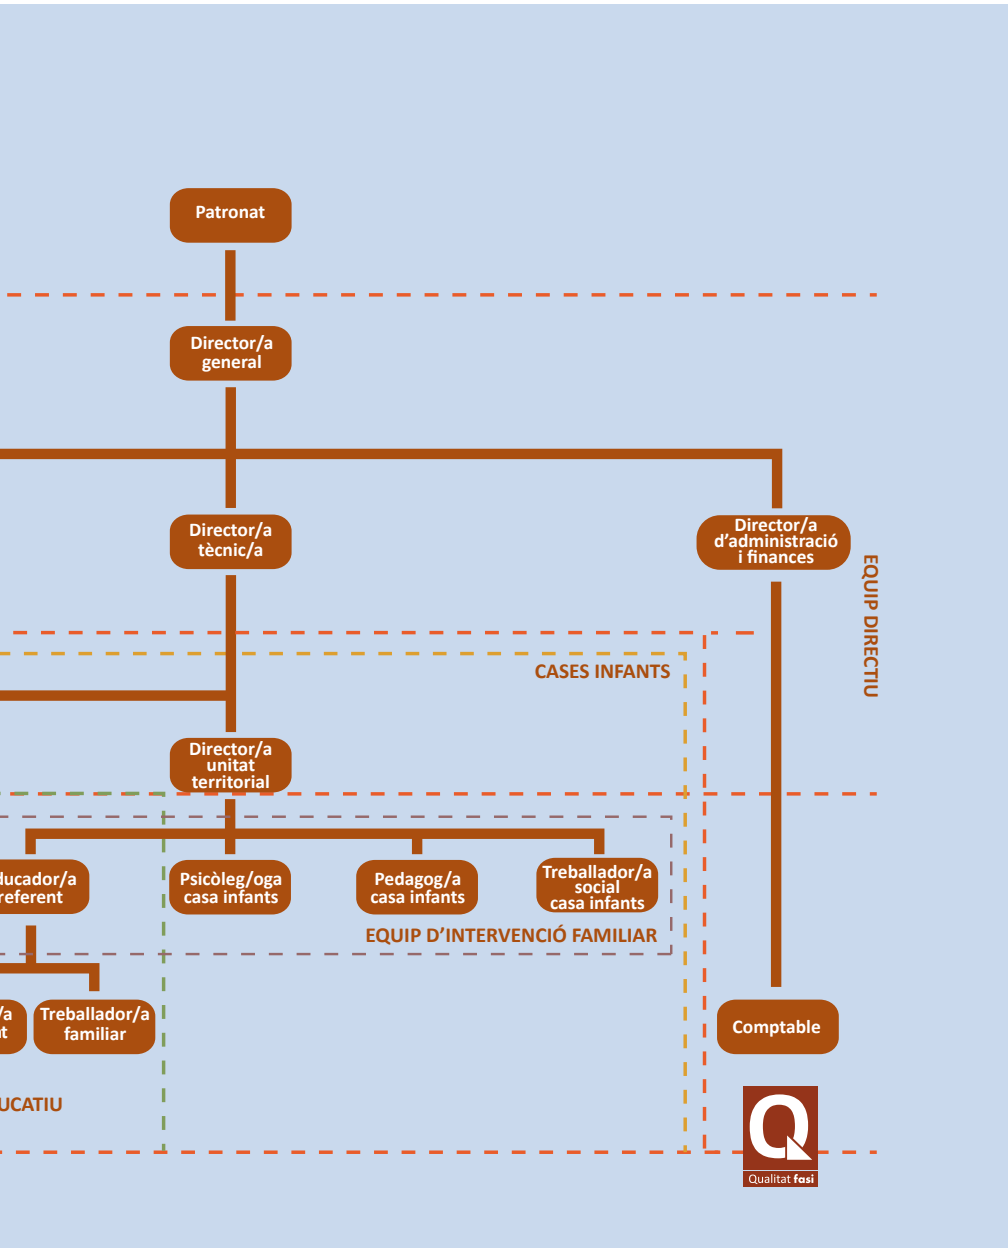 Patronat
Director/a
general
Director/a
tècnic/a
Director/a
d'administració
i finances
EQUIP DIRECTIU
CASES INFANTS
Director/a
unitat
territorial
ducador/a
referent
Psicòleg/oga
casa infants
Pedagog/a
casa infants
Treballador/a
social
casa infants
EQUIP D'INTERVENCIÓ FAMILIAR
/a
t
Treballador/a
familiar
Comptable
UCATIU
Q
Qualitat fasi